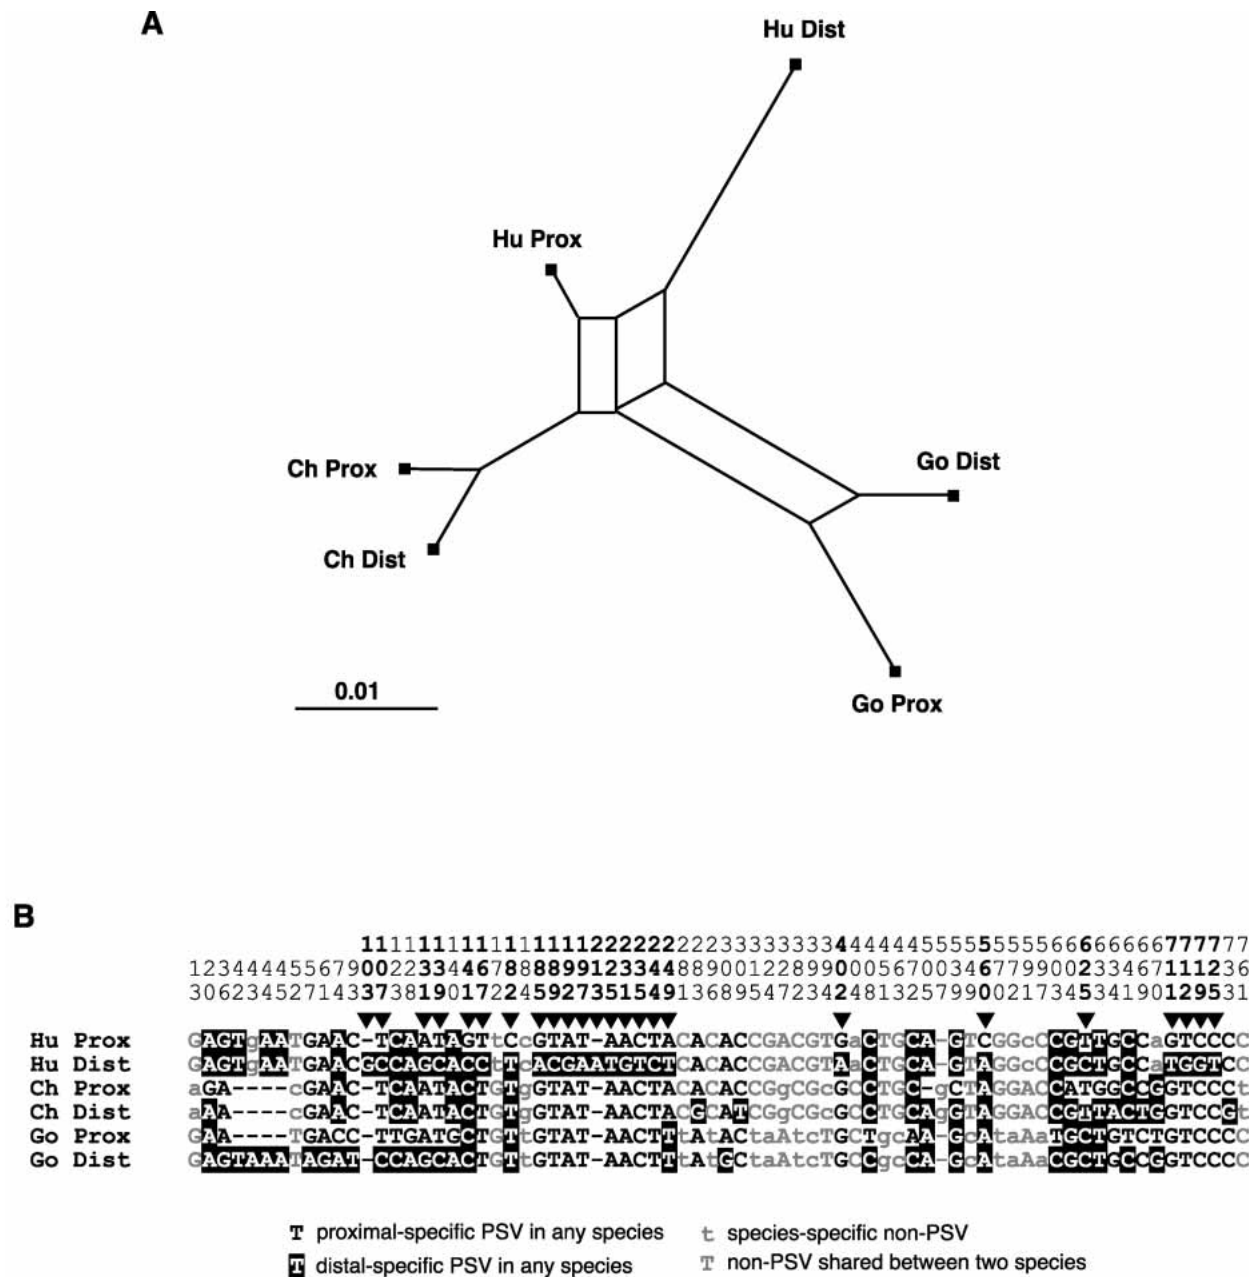 A
Hu Dist
Hu Prox
Go Dist
Ch Prox
Ch Dist
0.01
Go Prox
B
Hu Prox GAGTgAATGAAC-TCAATAGTtCcGTAT-AACTACACACCGACGTGaCTGCA-GTCGGcCCGTTGCCaGTCCCC
Hu Dist GAGTgAATGAACGCCAGCACCtTcACGAATGTCTCACACCGACGTAaCTGCA-GTAGGcCCGCTGCCaTGGTCC
Ch Prox aGA----cGAAC-TCAATACTGTgGTAT-AACTACACACCGgCGcGCCTGC-gCTAGGACCATGGCCGGTCCCt
Ch Dist aAA----cGAAC-TCAATACTGTgGTAT-AACTACGCATCGgCGcGCCTGCAgGTAGGACCGTTACTGGTCCGt
Go Prox GAA----TGACC-TTGATGCTGTtGTAT-AACTTtATACtaAtcTGCTgcAA-GcAtaAaTGCTGTCTGTCCCC
Go Dist GAGTAAATAGAT-CCAGCACTGTtGTAT-AACTTtATGCtaAtcTGCCgcCA-GcAtaAaCGCTGCCGGTCCCC
T proximal-specific PSV in any species
t species-specific non-PSV
T distal-specific PSV in any species
T non-PSV shared between two species